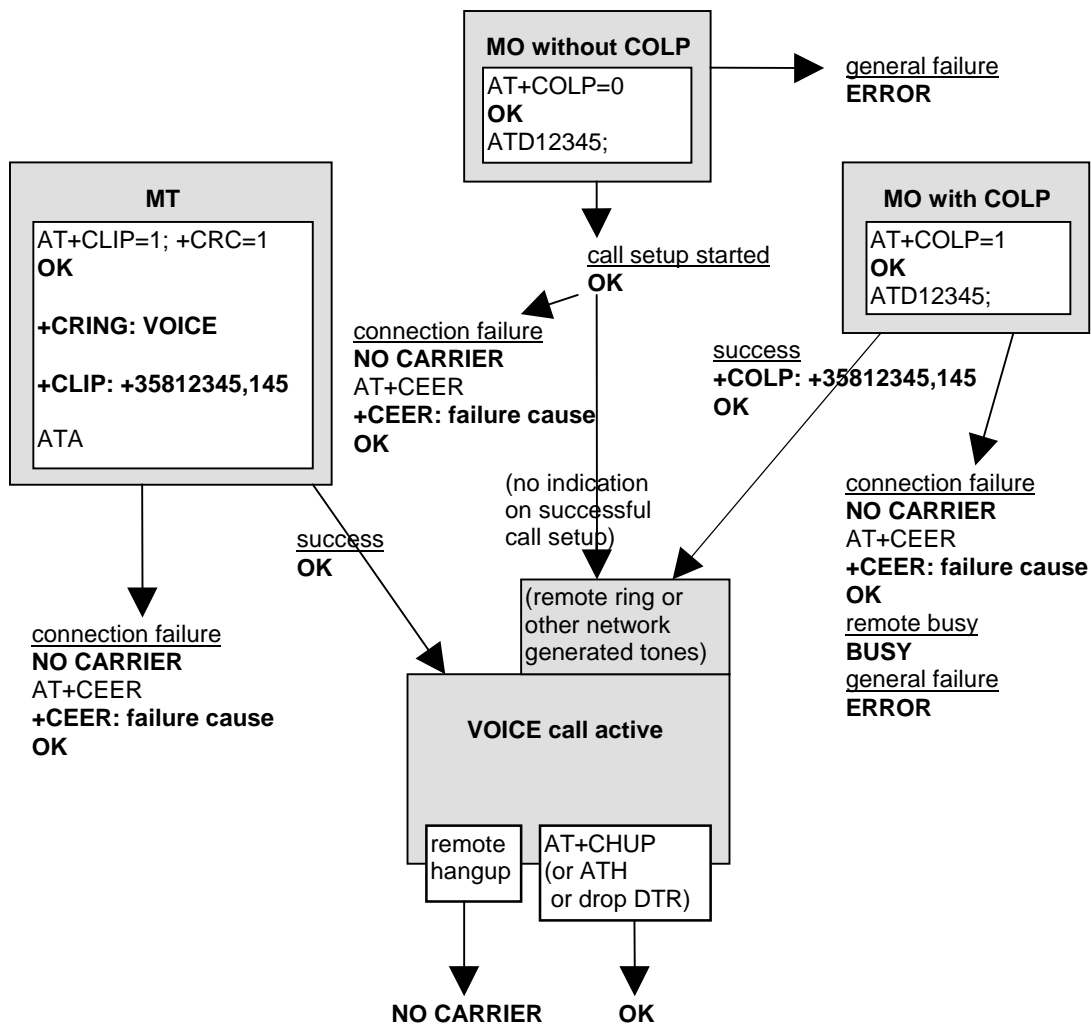 MO without COLP
AT+COLP=0
OK
ATD12345;
general failure
ERROR
MT
AT+CLIP=1; +CRC=1
OK
+CRING: VOICE
+CLIP: +35812345,145
ATA
MO with COLP
AT+COLP=1
OK
ATD12345;
call setup started
OK
connection failure
NO CARRIER
AT+CEER
+CEER: failure cause
OK
success
+COLP: +35812345,145
OK
(no indication
on successful
call setup)
success
OK
connection failure
NO CARRIER
AT+CEER
+CEER: failure cause
OK
remote busy
BUSY
general failure
ERROR
connection failure
NO CARRIER
AT+CEER
+CEER: failure cause
OK
(remote ring or
other network
generated tones)
VOICE call active
remote
hangup
AT+CHUP
(or ATH
or drop DTR)
NO CARRIER
OK